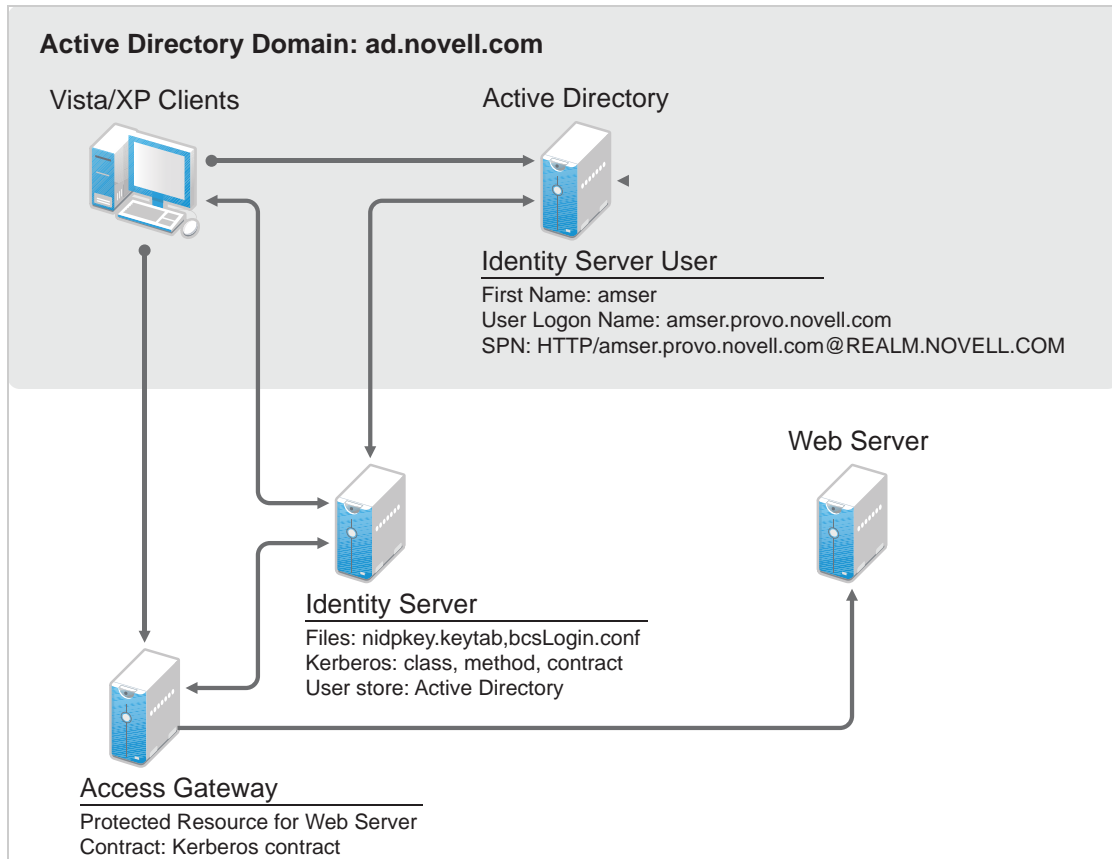 Active Directory Domain: ad.novell.com
Vista/XP Clients
Active Directory
Identity Server User
First Name: amser
User Logon Name: amser.provo.novell.com
SPN: HTTP/amser.provo.novell.com@REALM.NOVELL.COM
Web Server
Identity Server
Files: nidpkey.keytab,bcsLogin.conf
Kerberos: class, method, contract
User store: Active Directory
Access Gateway
Protected Resource for Web Server
Contract: Kerberos contract